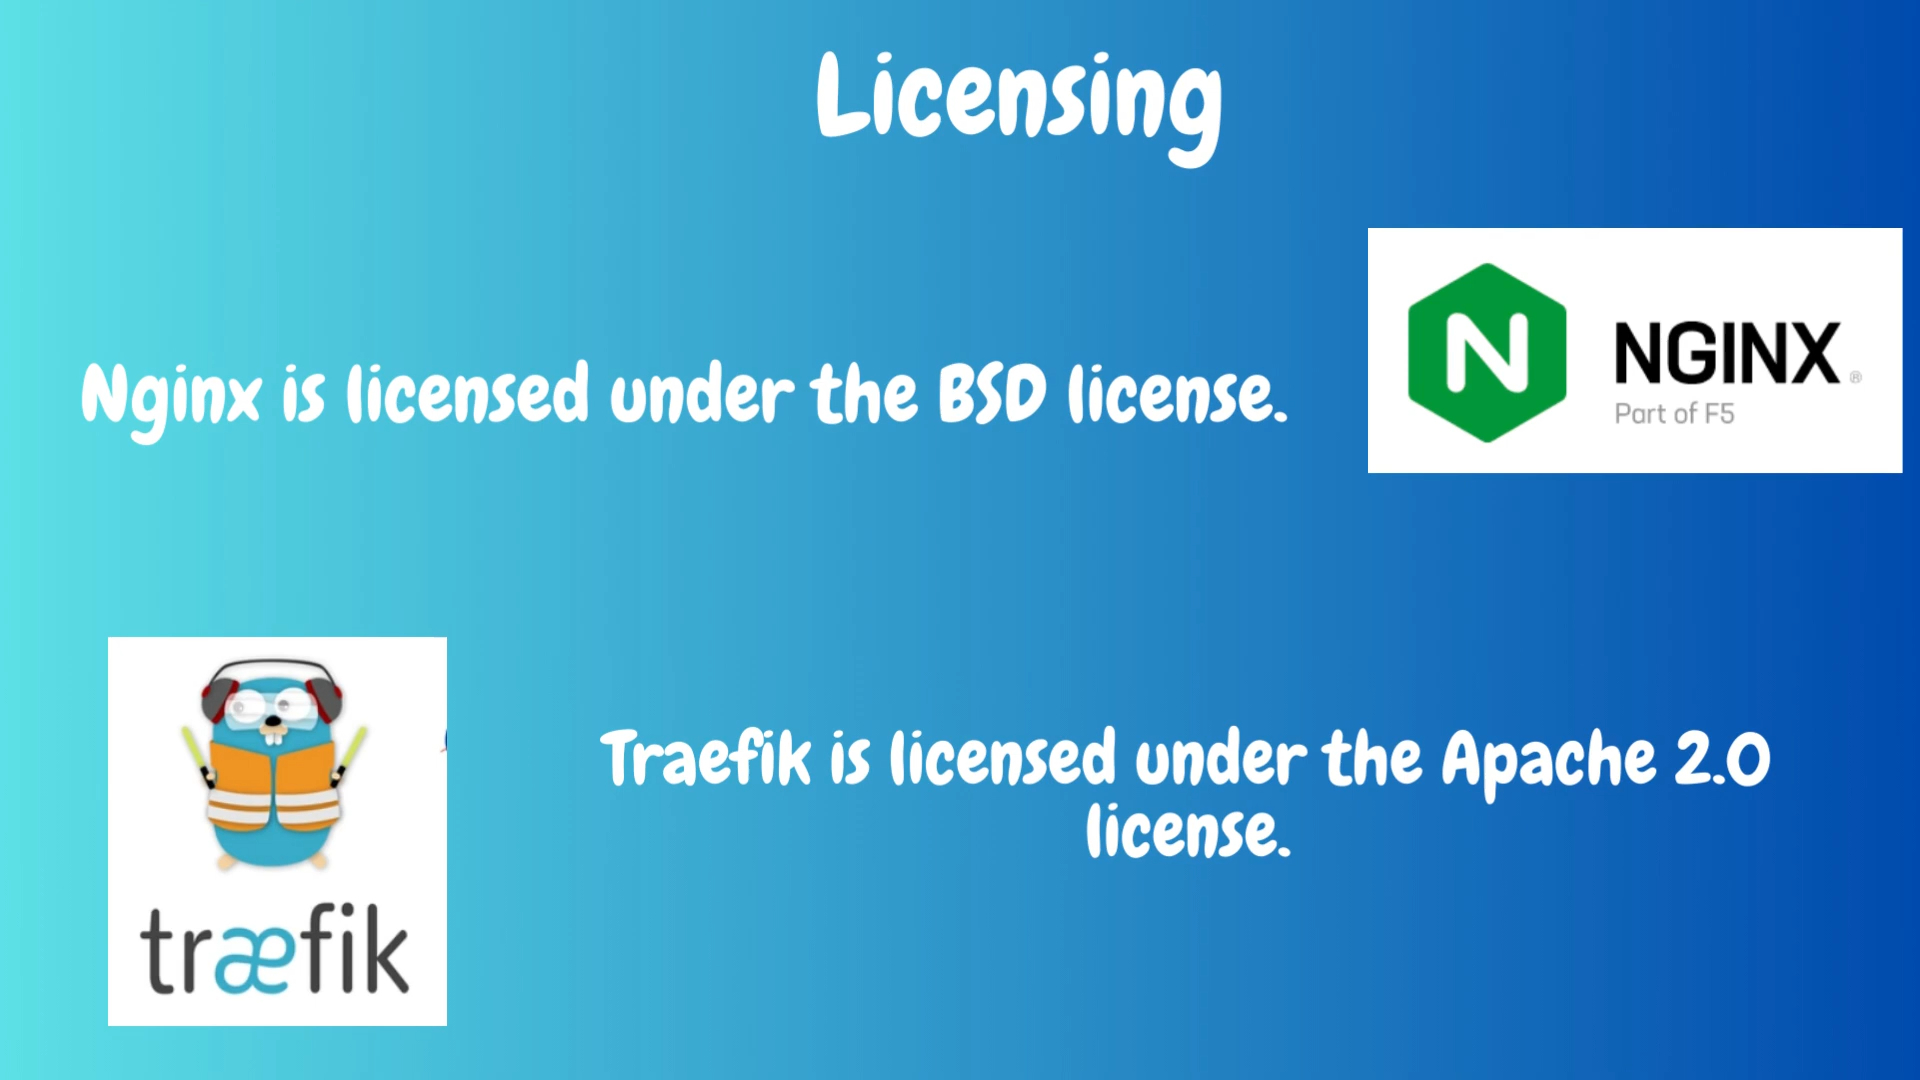 Licensing
Nginx is licensed under the BSD license.
N
NGINX®
Part of F5
Traefik is licensed under the Apache 2.0
license.
træfik